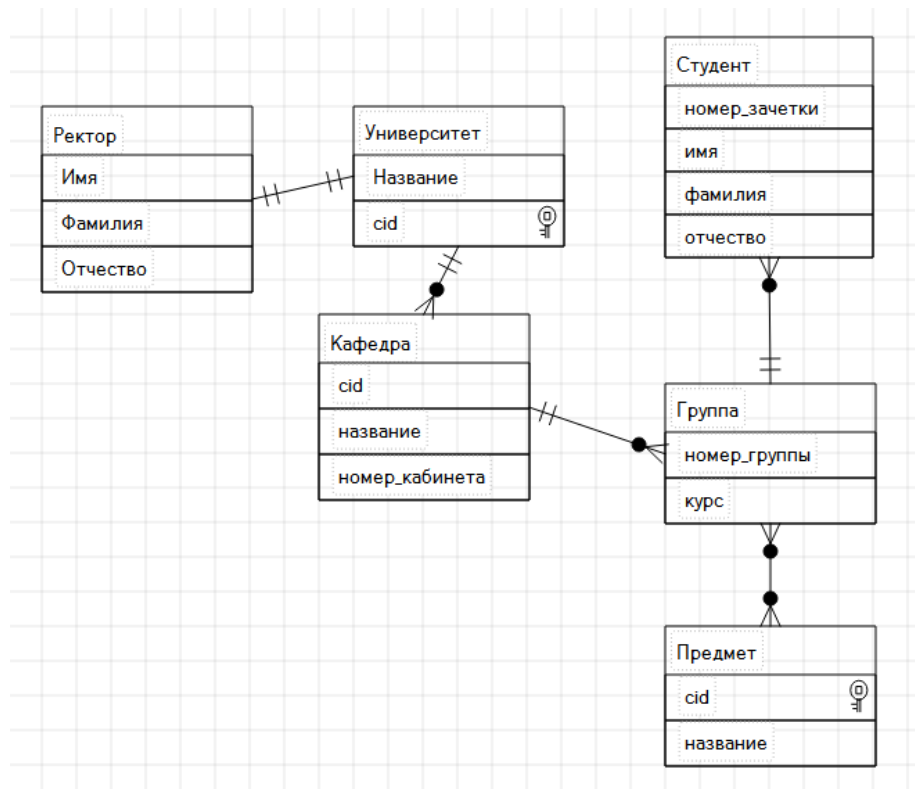 Ректор
Имя
Фамилия
Отчество
Университет
Название
cid
Кафедра
cid
название
номер_кабинета
Студент
номер_зачетки
имя
фамилия
отчество
Группа
номер_группы
курс
Предмет
cid
название